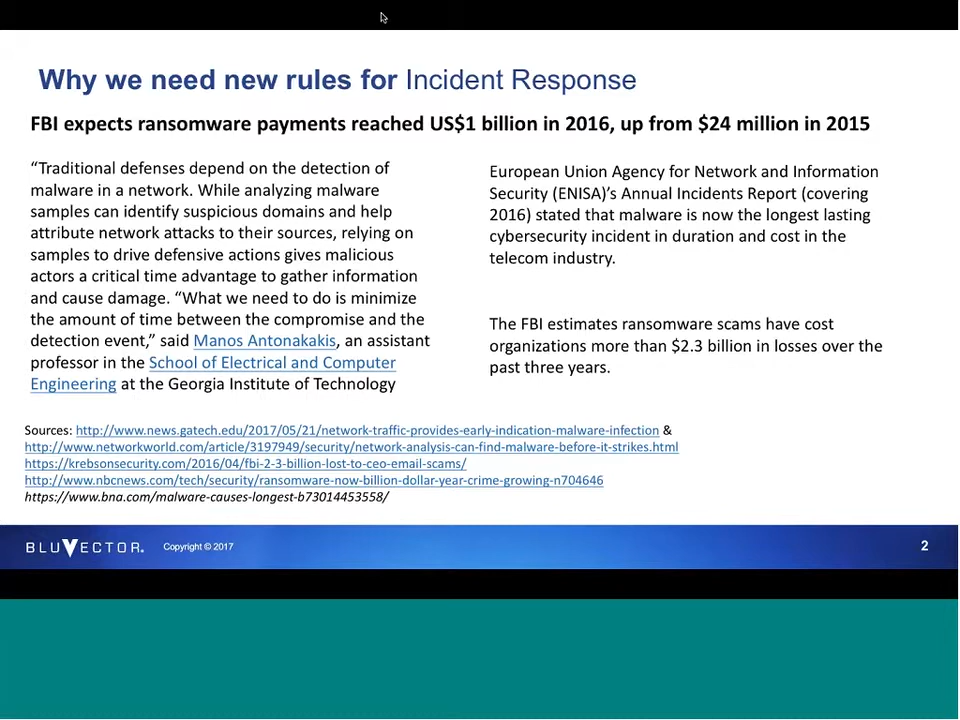 Why we need new rules for Incident Response
FBI expects ransomware payments reached US$1 billion in 2016, up from $24 million in 2015
“Traditional defenses depend on the detection of
malware in a network. While analyzing malware
samples can identify suspicious domains and help
attribute network attacks to their sources, relying on
samples to drive defensive actions gives malicious
actors a critical time advantage to gather information
and cause damage. “What we need to do is minimize
the amount of time between the compromise and the
detection event,” said Manos Antonakakis, an assistant
professor in the School of Electrical and Computer
Engineering at the Georgia Institute of Technology
European Union Agency for Network and Information
Security (ENISA)’s Annual Incidents Report (covering
2016) stated that malware is now the longest lasting
cybersecurity incident in duration and cost in the
telecom industry.
The FBI estimates ransomware scams have cost
organizations more than $2.3 billion in losses over the
past three years.
Sources: http://www.news.gatech.edu/2017/05/21/network-traffic-provides-early-indication-malware-infection &
http://www.networkworld.com/article/3197949/security/network-analysis-can-find-malware-before-it-strikes.html
https://krebsonsecurity.com/2016/04/fbi-2-3-billion-lost-to-ceo-email-scams/
http://www.nbcnews.com/tech/security/ransomware-now-billion-dollar-year-crime-growing-n704646
https://www.bna.com/malware-causes-longest-b73014453558/
BLUVECTOR. Copyright © 2017
2